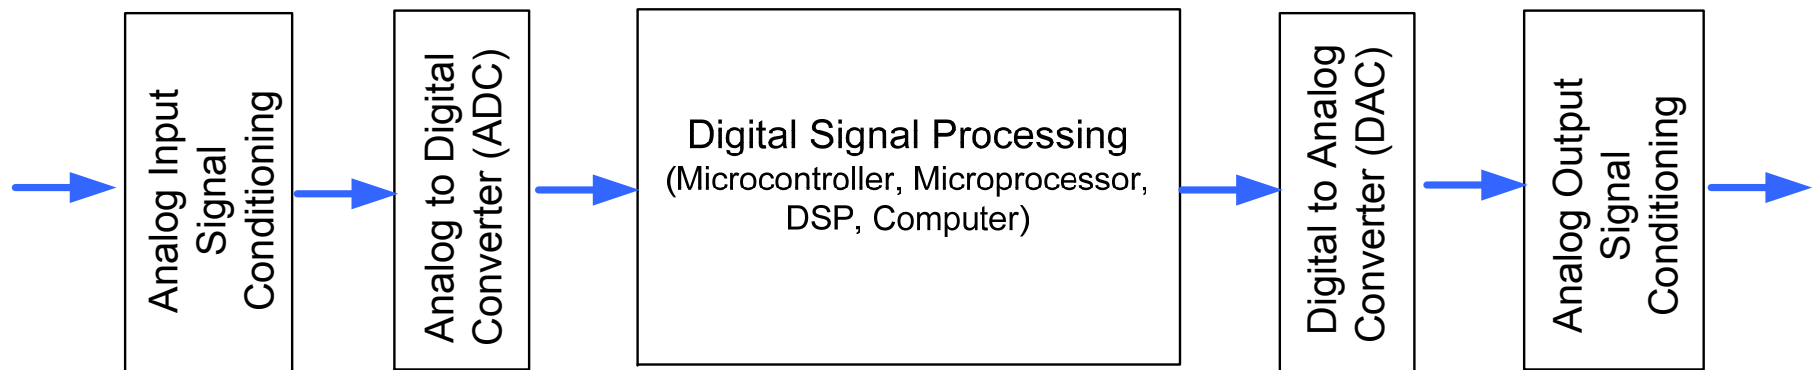 Analog Input
Signal
Conditioning
Analog to Digital
Converter (ADC)
Digital Signal Processing
(Microcontroller, Microprocessor,
DSP, Computer)
Digital to Analog
Converter (DAC)
Analog Output
Signal
Conditioning